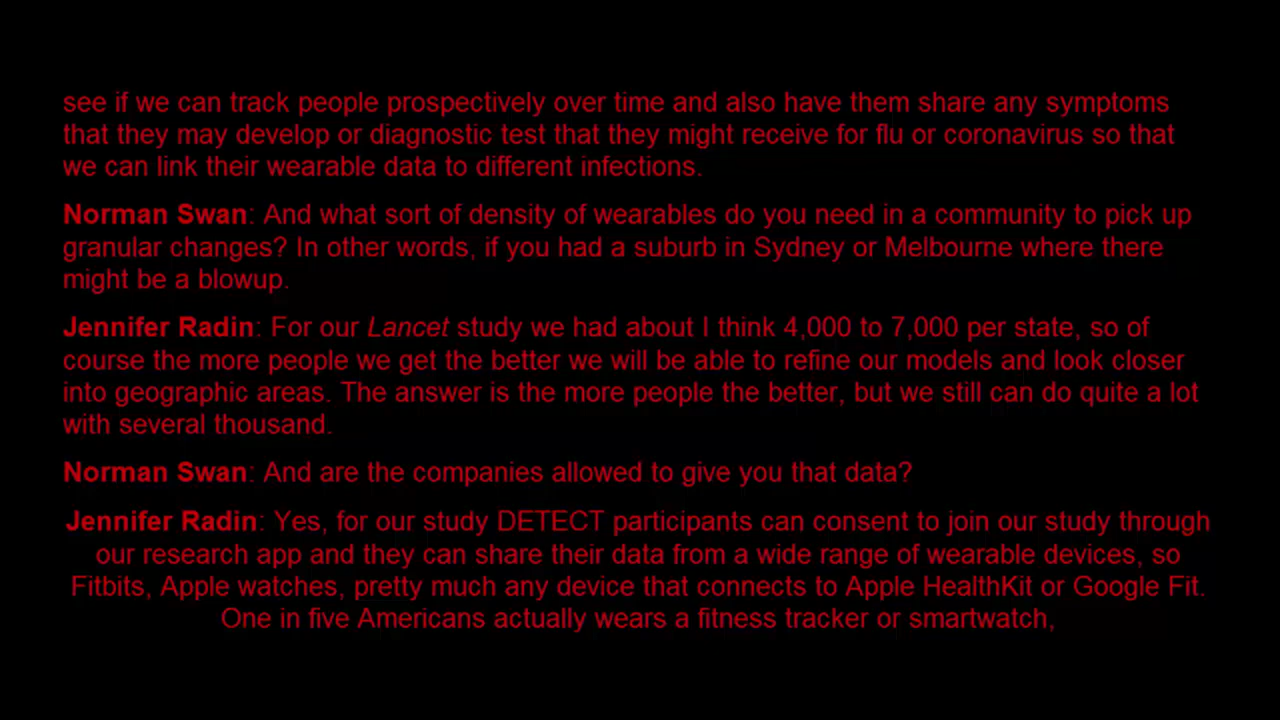 see if we can track people prospectively over time and also have them share any symptoms
that they may develop or diagnostic test that they might receive for flu or coronavirus so that
we can link their wearable data to different infections.
Norman Swan: And what sort of density of wearables do you need in a community to pick up
granular changes? In other words, if you had a suburb in Sydney or Melbourne where there
might be a blowup.
Jennifer Radin: For our Lancet study we had about I think 4,000 to 7,000 per state, so of
course the more people we get the better we will be able to refine our models and look closer
into geographic areas. The answer is the more people the better, but we still can do quite a lot
with several thousand.
Norman Swan: And are the companies allowed to give you that data?
Jennifer Radin: Yes, for our study DETECT participants can consent to join our study through
our research app and they can share their data from a wide range of wearable devices, so
Fitbits, Apple watches, pretty much any device that connects to Apple HealthKit or Google Fit.
One in five Americans actually wears a fitness tracker or smartwatch,